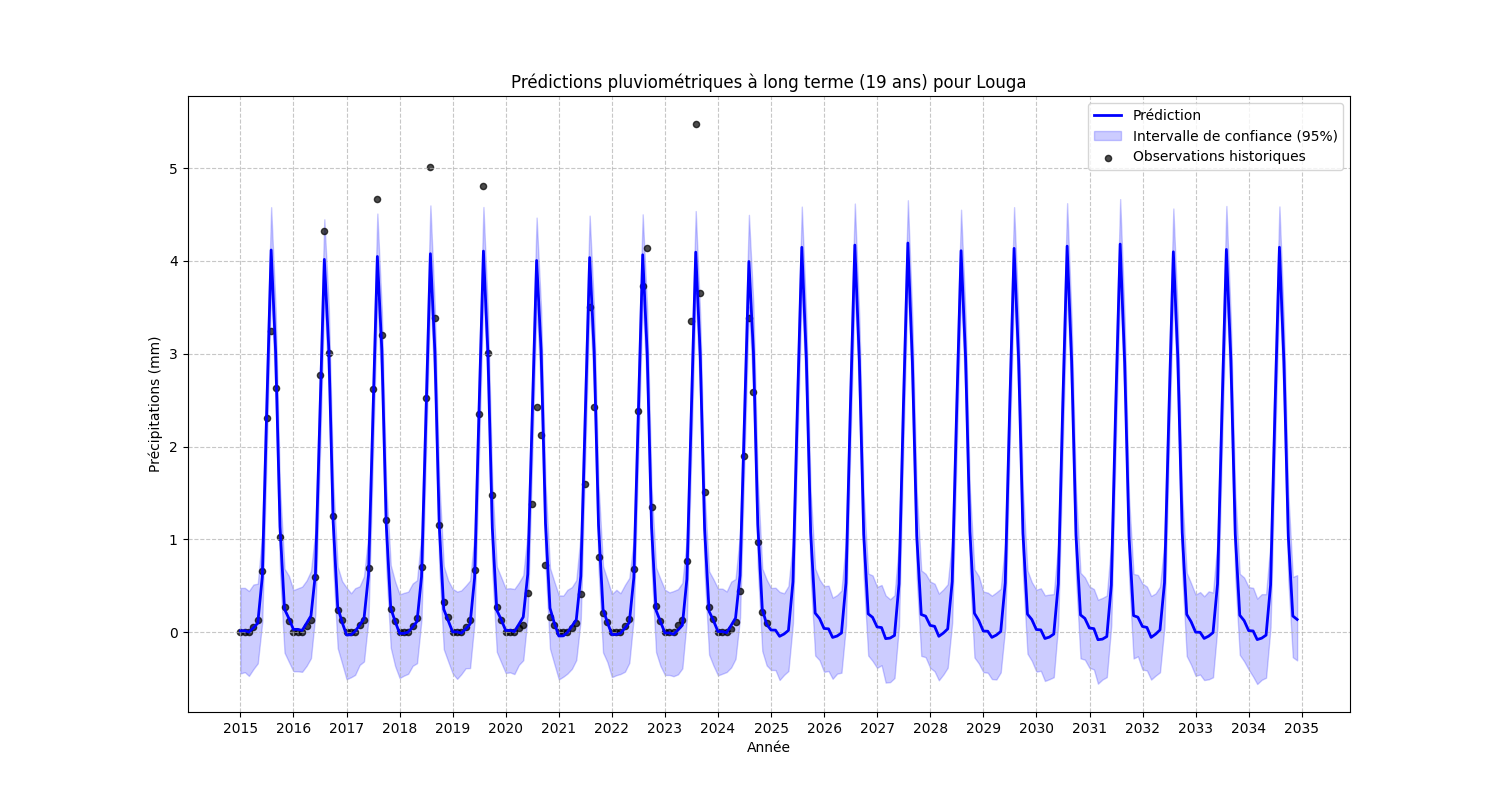 Prédictions pluviométriques à long terme (19 ans) pour Louga
Prédiction
Intervalle de confiance (95%)
Observations historiques
Précipitations (mm)
5
4
3
2
1
0
2015 2016 2017 2018 2019 2020 2021 2022 2023 2024 2025 2026 2027 2028 2029 2030 2031 2032 2033 2034 2035
Année